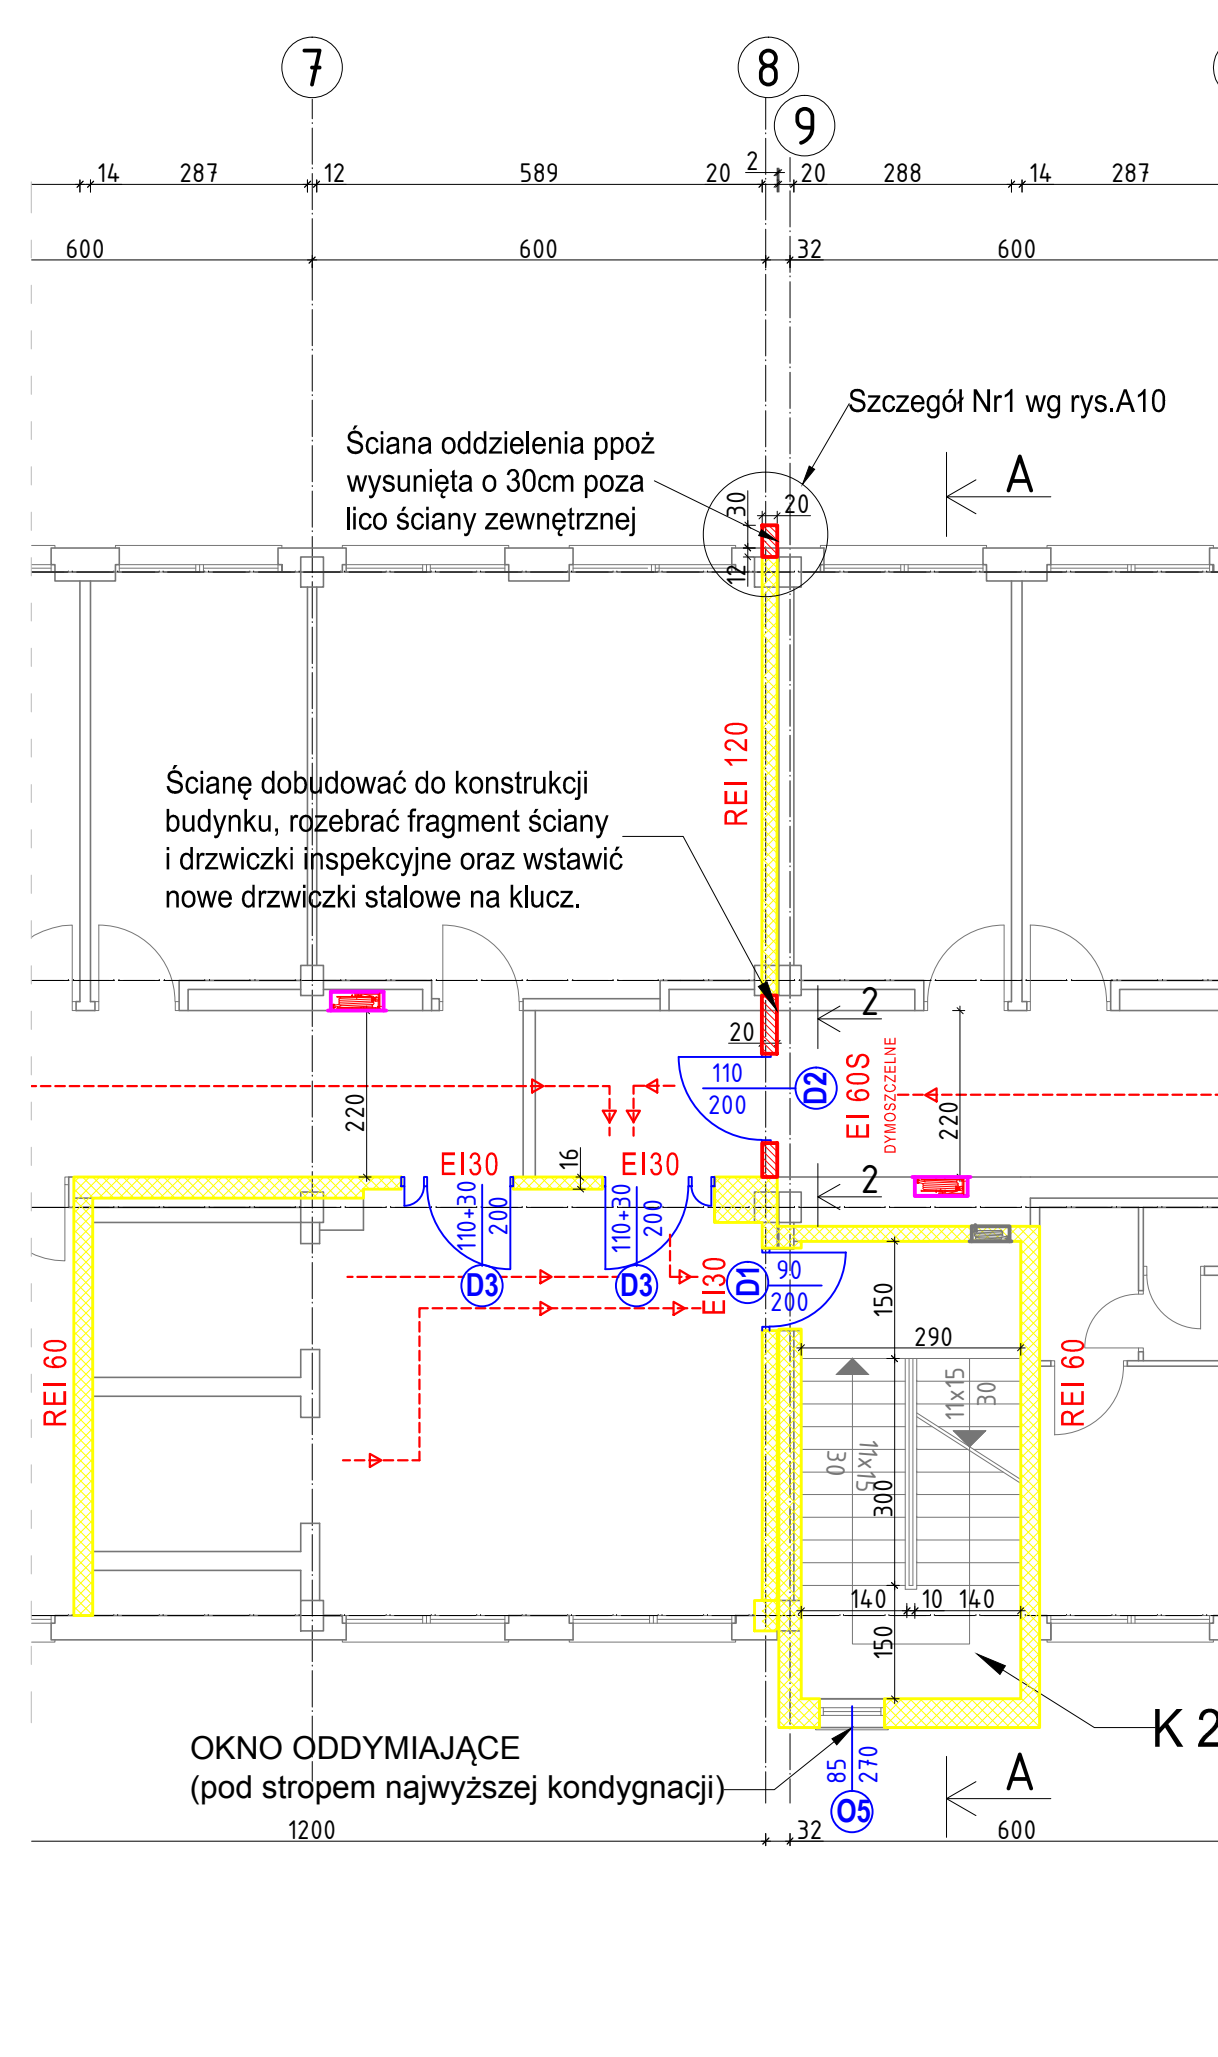 7
8
9
14
287
12
589
20
2
20
288
14
287
600
600
32
600
Szczegół Nr1 wg rys.A10
Ściana oddzielenia ppoż
wysunięta o 30cm poza
lico ściany zewnętrznej
A
30
20
12
REI 120
Ścianę dobudować do konstrukcji
budynku, rozebrać fragment ściany
i drzwiczki inspekcyjne oraz wstawić
nowe drzwiczki stalowe na klucz.
2
20
110
200
D2
EI 60S
DYMOSZCZELNE
220
220
EI30
16
EI30
2
110+30
200
D3
110+30
200
D3
EI30
D1
90
200
150
290
REI 60
REI 60
11x15
30
11x15
30
300
140
10
140
150
K 2
OKNO ODDYMIAJĄCE
(pod stropem najwyższej kondygnacji)
85
270
O5
A
1200
32
600